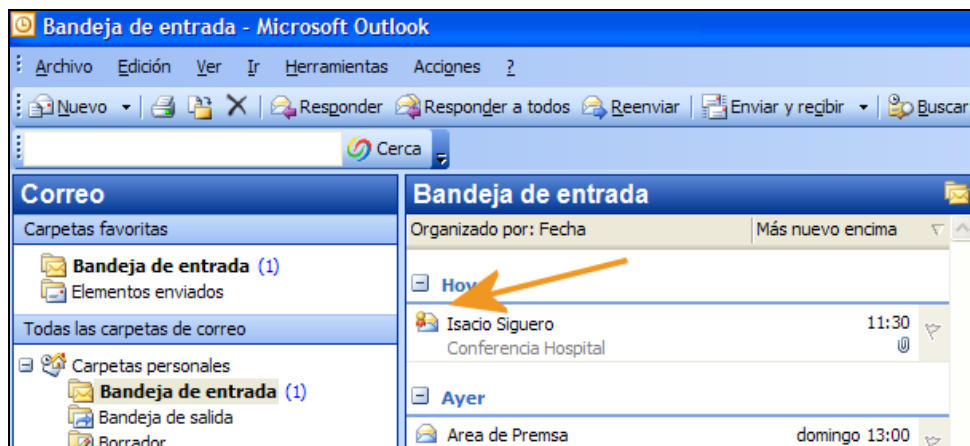 Bandeja de entrada - Microsoft Outlook
Archivo Edición Ver Ir Herramientas Acciones ?
Nuevo Responder Responder a todos Reenviar Enviar y recibir Buscar
Cerca
Correo
Carpetas favoritas
Bandeja de entrada (1)
Elementos enviados
Todas las carpetas de correo
Carpetas personales
Bandeja de entrada (1)
Bandeja de salida
Borrador
Bandeja de entrada
Organizado por: Fecha Más nuevo encima
Hoy
Isacio Siguero 11:30
Conferencia Hospital
Ayer
Area de Premsa domingo 13:00